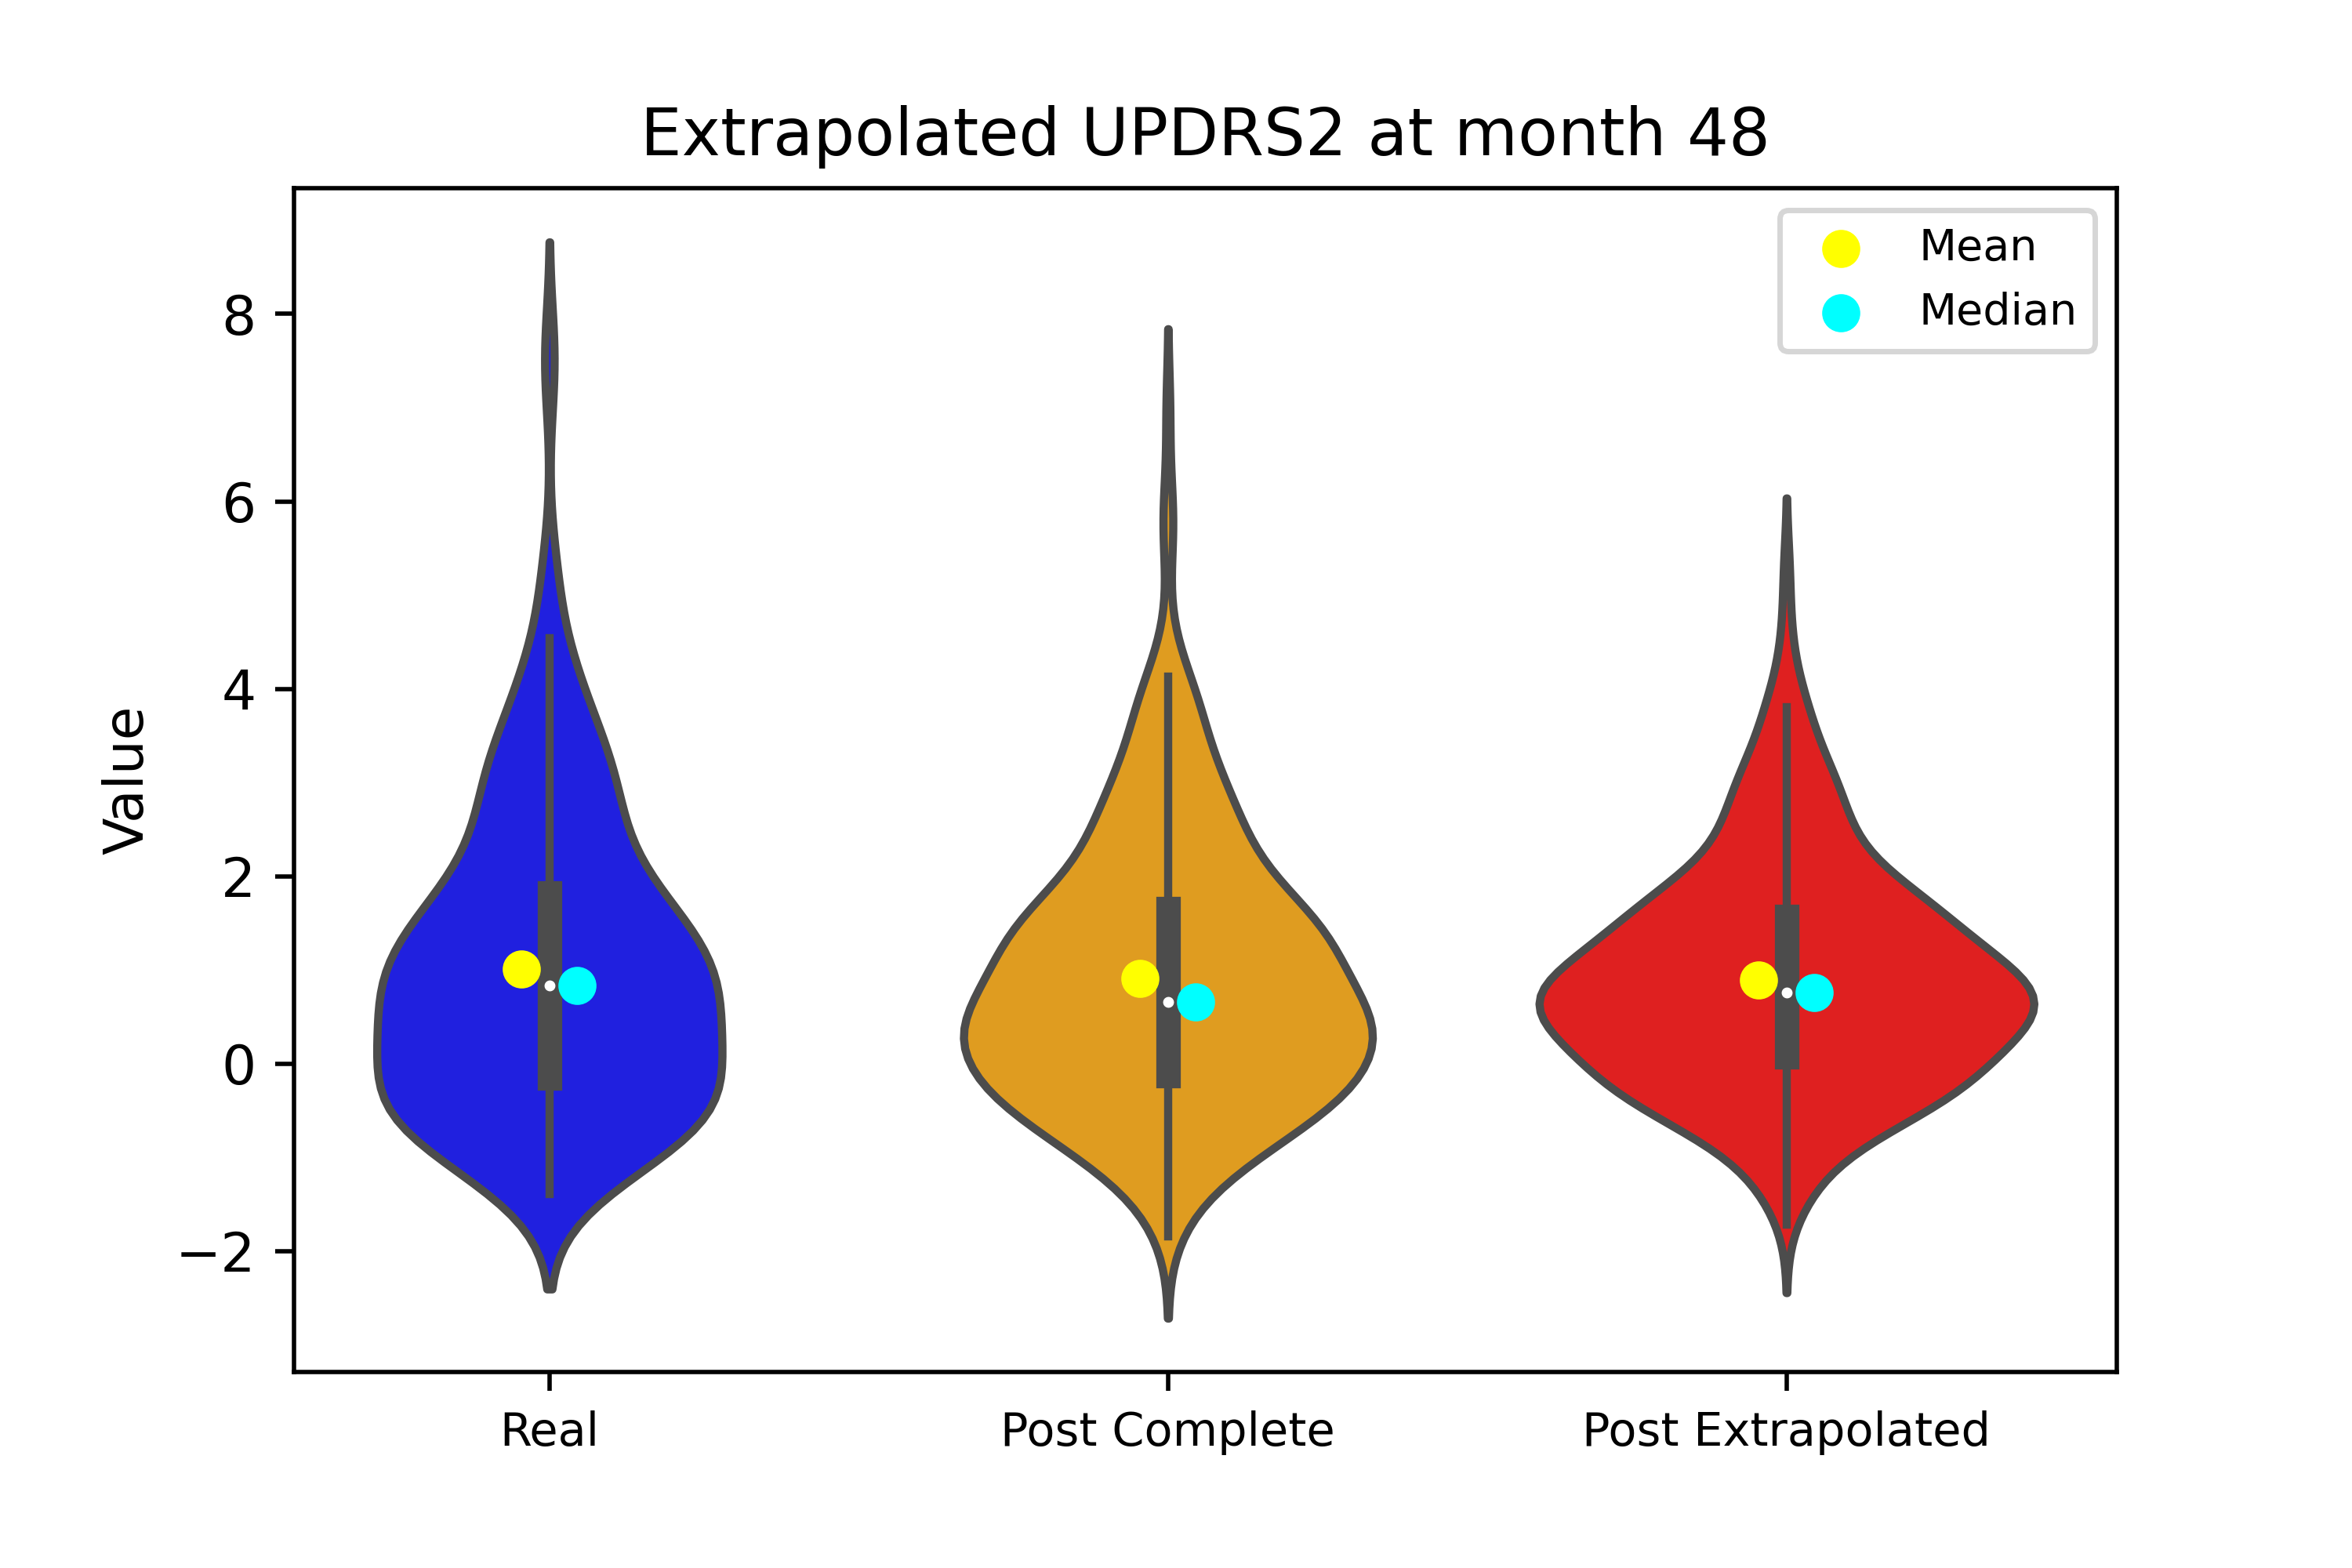 Extrapolated UPDRS2 at month 48
Mean
Median
8
6
4
2
0
−2
Value
Real
Post Complete
Post Extrapolated